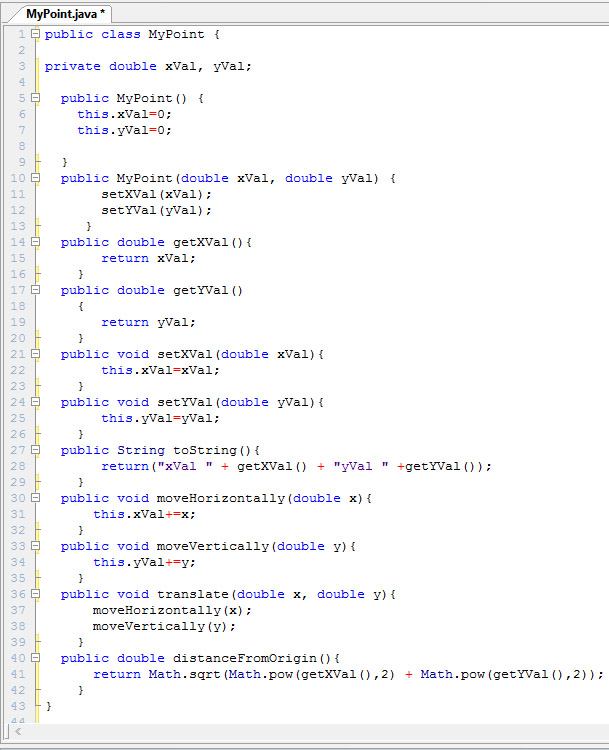 MyPoint.java *
1 public class MyPoint {
2
3 private double xVal, yVal;
4
5 public MyPoint() {
6 this.xVal=0;
7 this.yVal=0;
8
9 }
10 public MyPoint(double xVal, double yVal) {
11 setXVal(xVal);
12 setYVal(yVal);
13 }
14 public double getXVal(){
15 return xVal;
16 }
17 public double getYVal()
18 {
19 return yVal;
20 }
21 public void setXVal(double xVal){
22 this.xVal=xVal;
23 }
24 public void setYVal(double yVal){
25 this.yVal=yVal;
26 }
27 public String toString(){
28 return("xVal " + getXVal() + "yVal " +getYVal());
29 }
30 public void moveHorizontally(double x){
31 this.xVal+=x;
32 }
33 public void moveVertically(double y){
34 this.yVal+=y;
35 }
36 public void translate(double x, double y){
37 moveHorizontally(x);
38 moveVertically(y);
39 }
40 public double distanceFromOrigin(){
41 return Math.sqrt(Math.pow(getXVal(),2) + Math.pow(getYVal(),2));
42 }
43 }
44